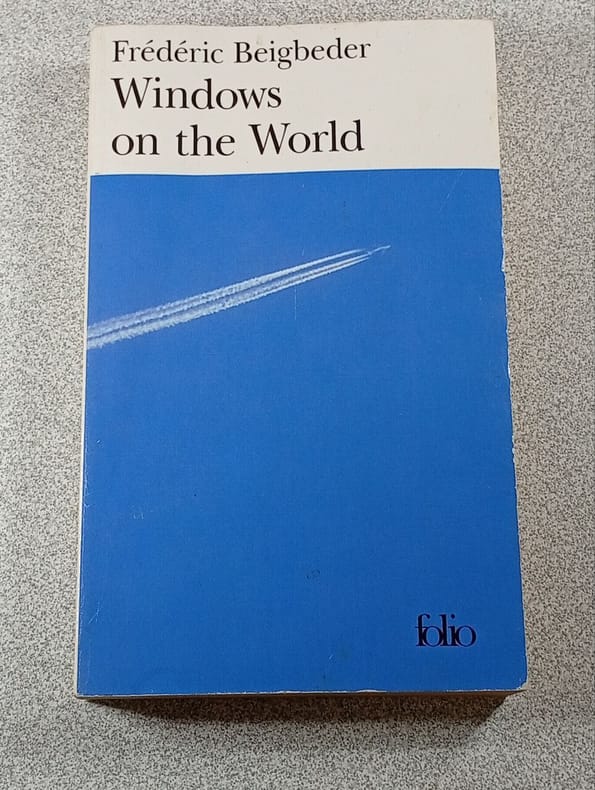 Frédéric Beigbeder
Windows
on the World
folio